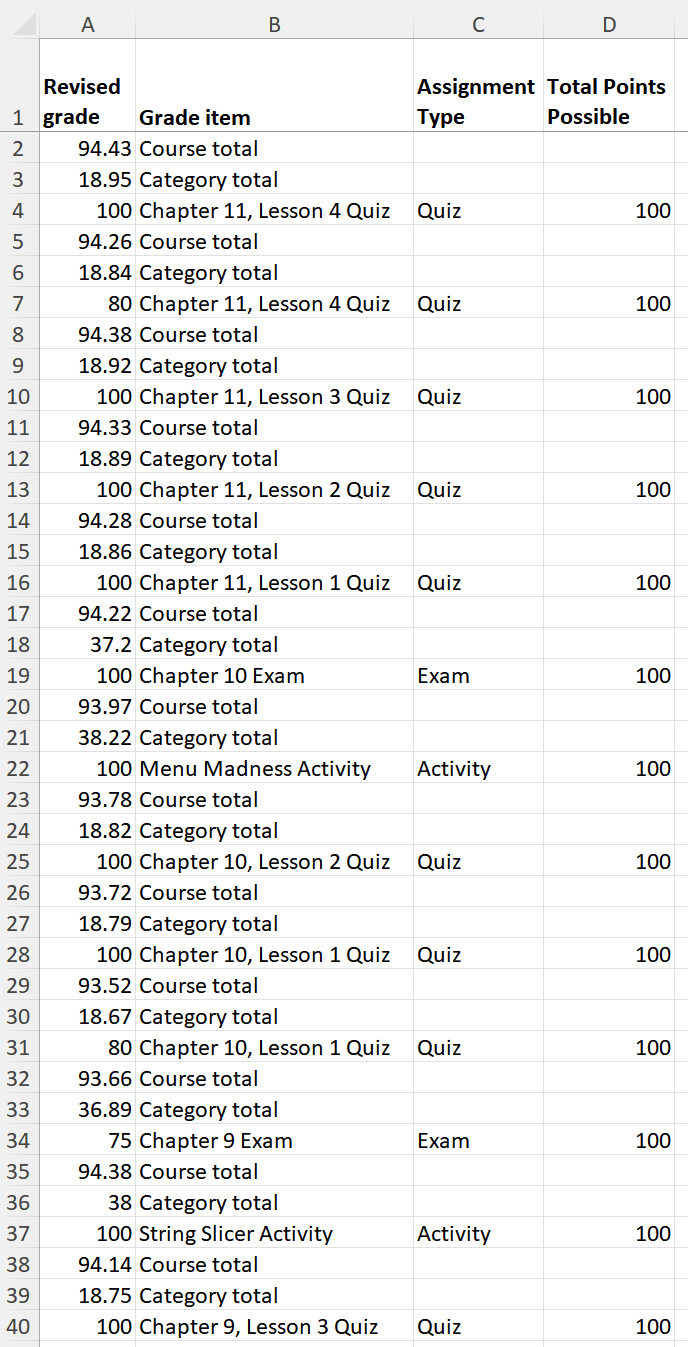 A B C D
1 Revised grade Grade item Assignment Type Total Points Possible
2 94.43 Course total
3 18.95 Category total
4 100 Chapter 11, Lesson 4 Quiz Quiz 100
5 94.26 Course total
6 18.84 Category total
7 80 Chapter 11, Lesson 4 Quiz Quiz 100
8 94.38 Course total
9 18.92 Category total
10 100 Chapter 11, Lesson 3 Quiz Quiz 100
11 94.33 Course total
12 18.89 Category total
13 100 Chapter 11, Lesson 2 Quiz Quiz 100
14 94.28 Course total
15 18.86 Category total
16 100 Chapter 11, Lesson 1 Quiz Quiz 100
17 94.22 Course total
18 37.2 Category total
19 100 Chapter 10 Exam Exam 100
20 93.97 Course total
21 38.22 Category total
22 100 Menu Madness Activity Activity 100
23 93.78 Course total
24 18.82 Category total
25 100 Chapter 10, Lesson 2 Quiz Quiz 100
26 93.72 Course total
27 18.79 Category total
28 100 Chapter 10, Lesson 1 Quiz Quiz 100
29 93.52 Course total
30 18.67 Category total
31 80 Chapter 10, Lesson 1 Quiz Quiz 100
32 93.66 Course total
33 36.89 Category total
34 75 Chapter 9 Exam Exam 100
35 94.38 Course total
36 38 Category total
37 100 String Slicer Activity Activity 100
38 94.14 Course total
39 18.75 Category total
40 100 Chapter 9, Lesson 3 Quiz Quiz 100